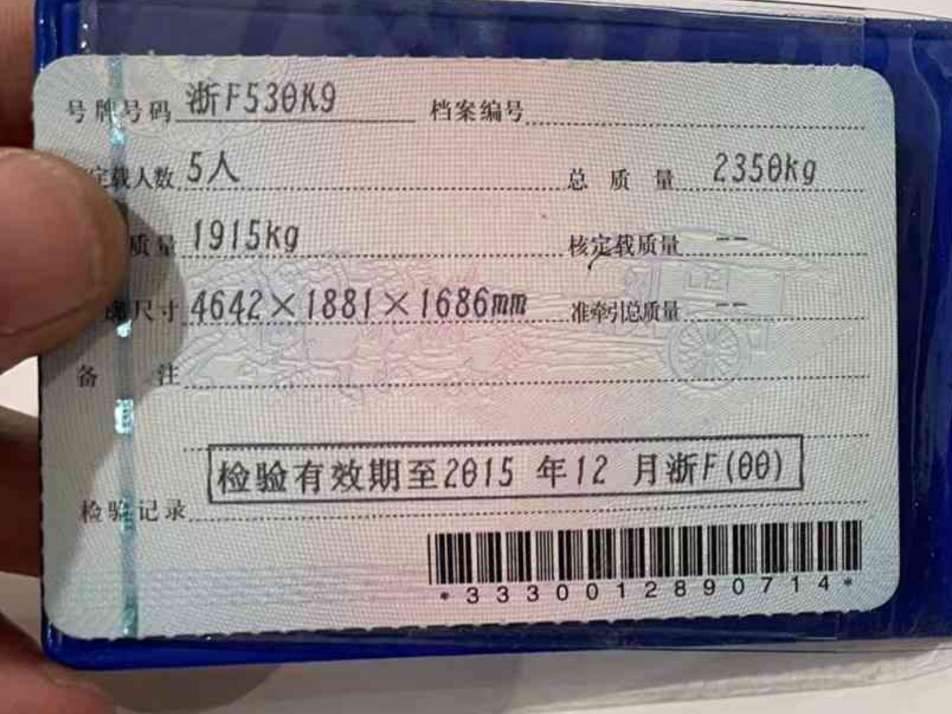 号牌号码 浙F530K9 档案编号
定载人数 5人 总质量 2350kg
质量 1915kg 核定载质量 --
尺寸 4642×1881×1686mm 准牵引总质量 --
备注
检验有效期至2015年12月浙F(00)
检验记录
*3330012890714*